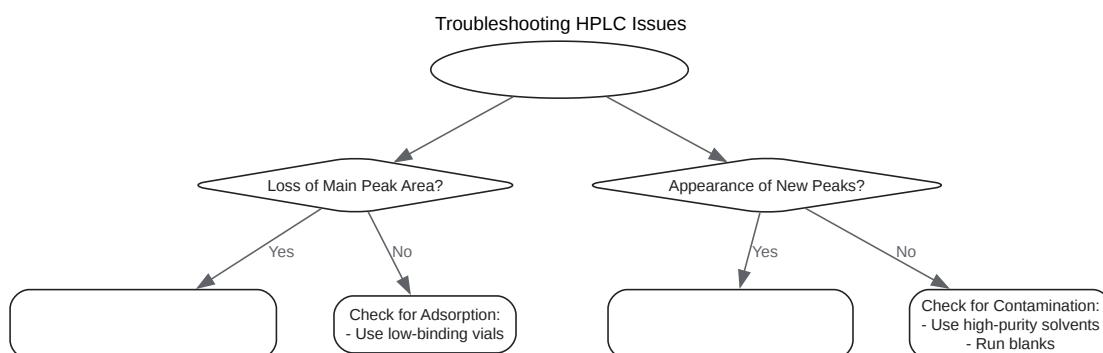 Troubleshooting HPLC Issues
Loss of Main Peak Area?
Appearance of New Peaks?
Yes
No
Yes
No
Check for Adsorption:
- Use low-binding vials
Check for Contamination:
- Use high-purity solvents
- Run blanks